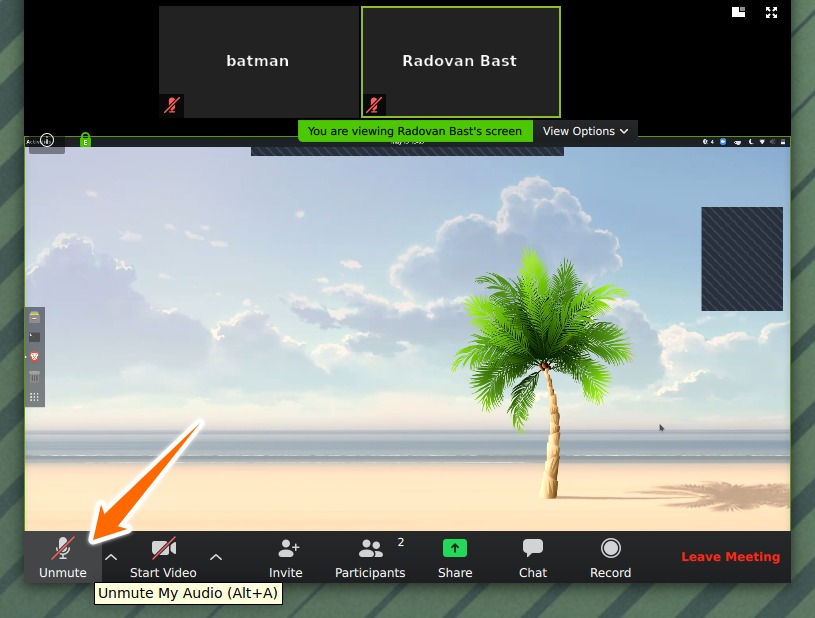 batman
Radovan Bast
You are viewing Radovan Bast's screen
View Options
E
2
Unmute
Start Video
Invite
Participants
Share
Chat
Record
Leave Meeting
Unmute My Audio (Alt+A)